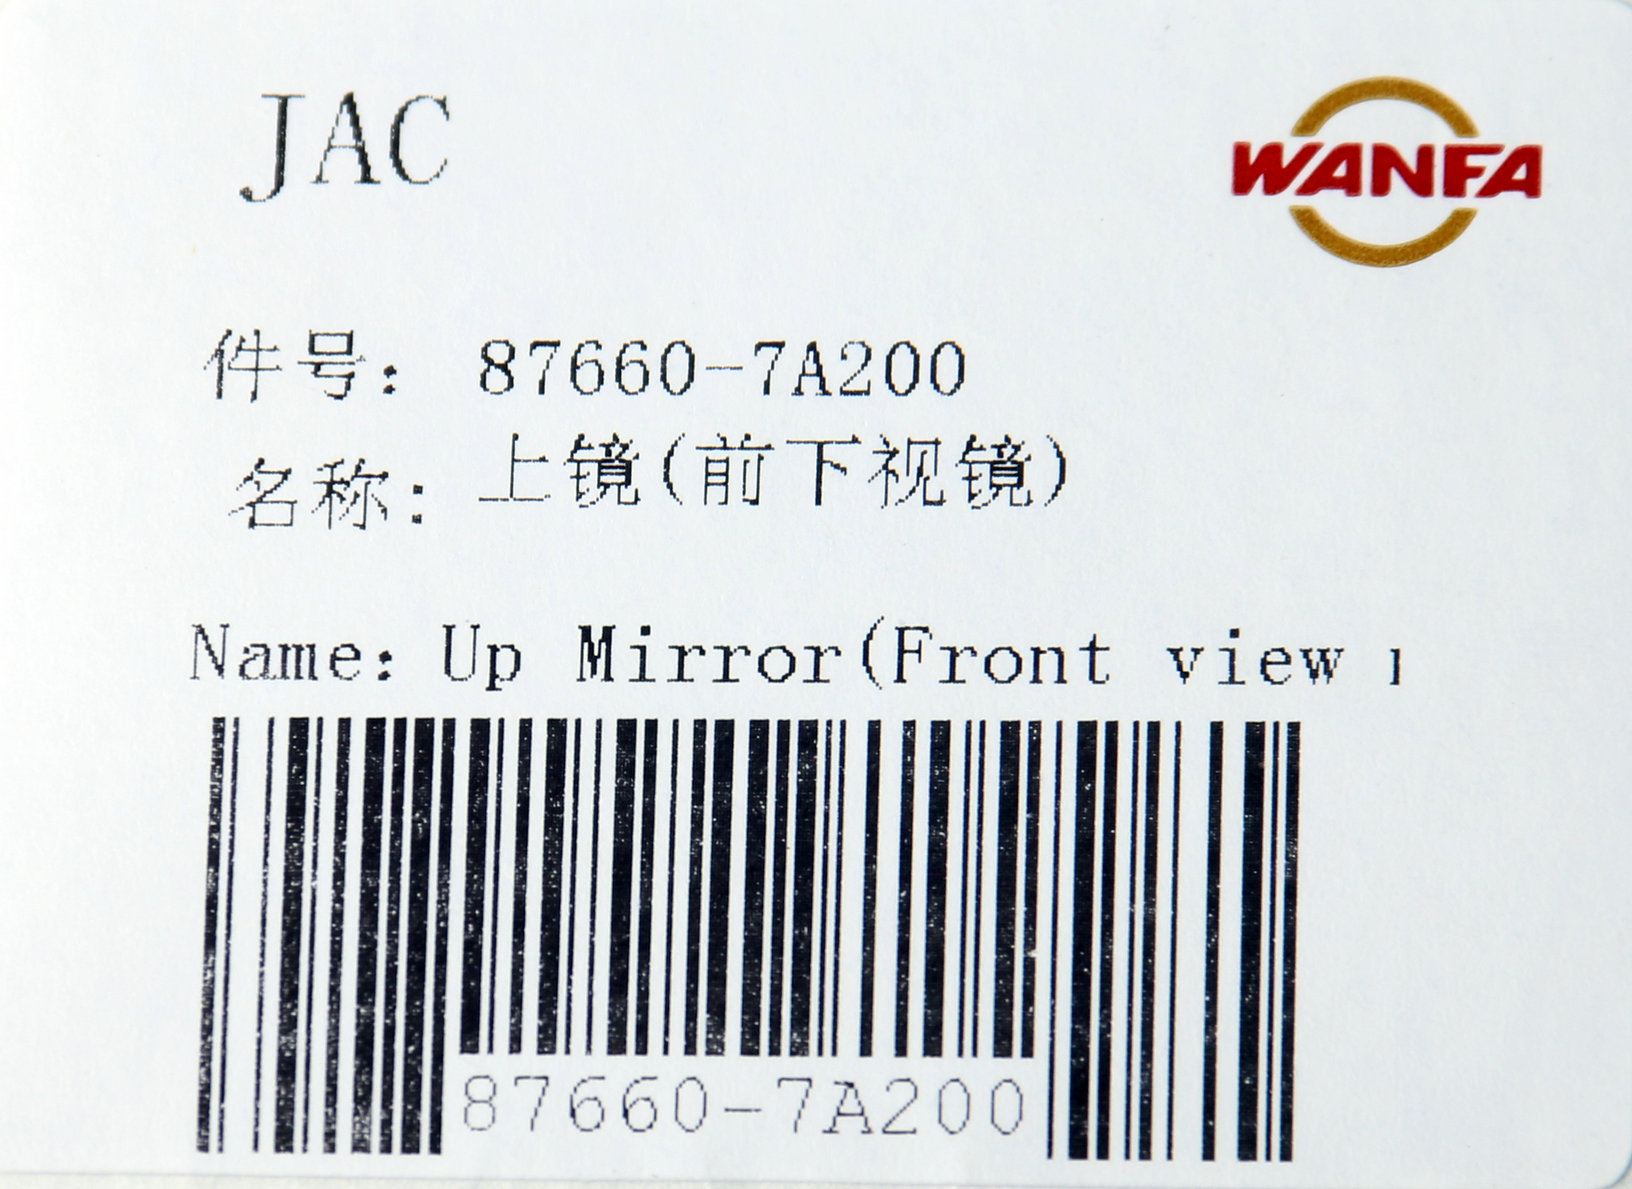 JAC
WANFA
件号： 87660-7A200
名称： 上镜(前下视镜)
Name: Up Mirror(Front view
87660-7A200